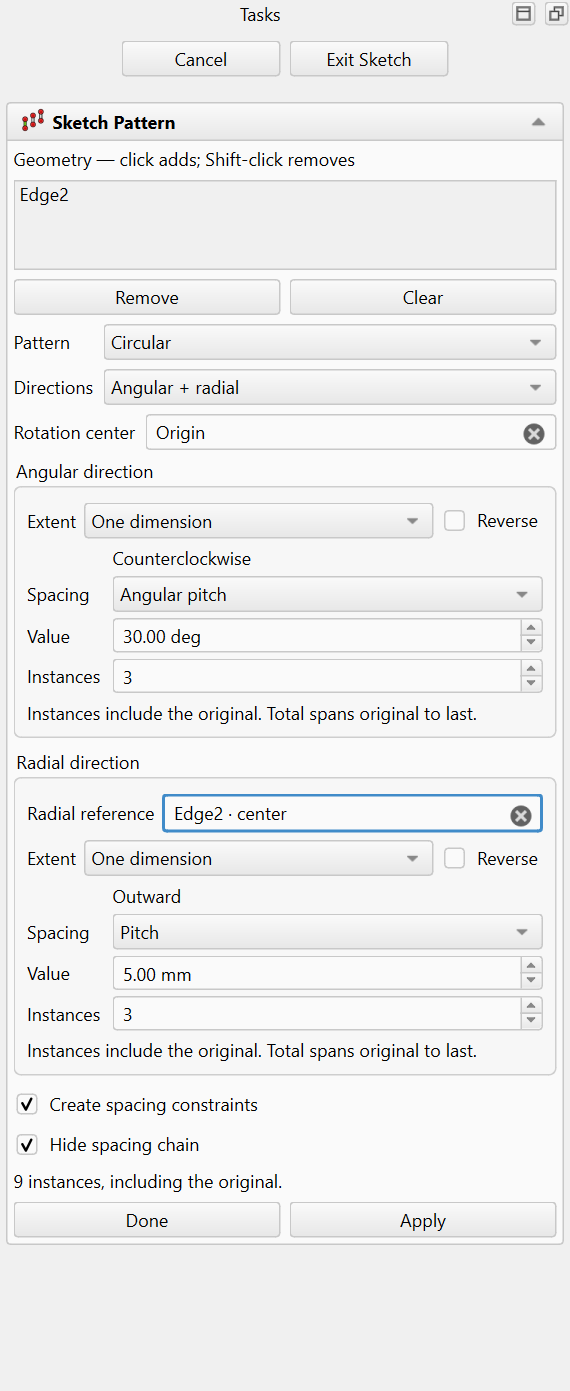 Tasks
Cancel Exit Sketch
Sketch Pattern
Geometry — click adds; Shift-click removes
Edge2
Remove Clear
Pattern Circular
Directions Angular + radial
Rotation center Origin
Angular direction
Extent One dimension Reverse
Counterclockwise
Spacing Angular pitch
Value 30.00 deg
Instances 3
Instances include the original. Total spans original to last.
Radial direction
Radial reference Edge2 · center
Extent One dimension Reverse
Outward
Spacing Pitch
Value 5.00 mm
Instances 3
Instances include the original. Total spans original to last.
Create spacing constraints
Hide spacing chain
9 instances, including the original.
Done Apply